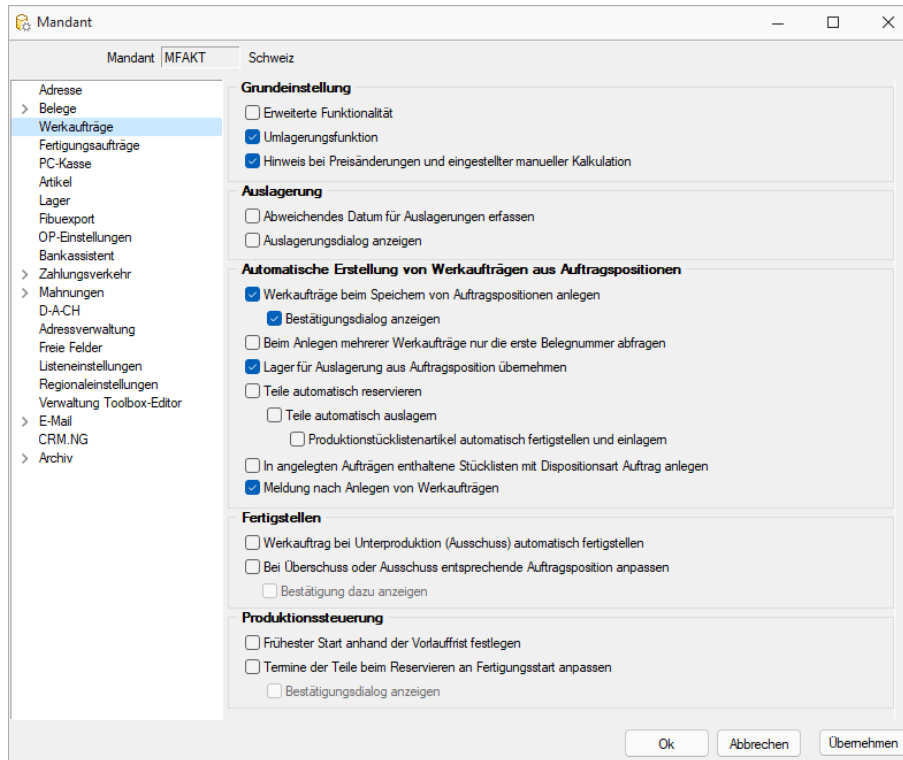 Mandant
Mandant MFAKT Schweiz
Adresse
Belege
Werkaufträge
Fertigungsaufträge
PC-Kasse
Artikel
Lager
Fibuexport
OP-Einstellungen
Bankassistent
Zahlungsverkehr
Mahnungen
D-A-CH
Adressverwaltung
Freie Felder
Listeneinstellungen
Regionaleinstellungen
Verwaltung Toolbox-Editor
E-Mail
CRM.NG
Archiv
Grundeinstellung
Erweiterte Funktionalität
Umlagerungsfunktion
Hinweis bei Preisänderungen und eingestellter manueller Kalkulation
Auslagerung
Abweichendes Datum für Auslagerungen erfassen
Auslagerungsdialog anzeigen
Automatische Erstellung von Werkaufträgen aus Auftragspositionen
Werkaufträge beim Speichern von Auftragspositionen anlegen
Bestätigungsdialog anzeigen
Beim Anlegen mehrerer Werkaufträge nur die erste Belegnummer abfragen
Lager für Auslagerung aus Auftragsposition übernehmen
Teile automatisch reservieren
Teile automatisch auslagern
Produktionstücklistenartikel automatisch fertigstellen und einlagern
In angelegten Aufträgen enthaltene Stücklisten mit Dispositionsart Auftrag anlegen
Meldung nach Anlegen von Werkaufträgen
Fertigstellen
Werkauftrag bei Unterproduktion (Ausschuss) automatisch fertigstellen
Bei Überschuss oder Ausschuss entsprechende Auftragsposition anpassen
Bestätigung dazu anzeigen
Produktionssteuerung
Frühester Start anhand der Vorlauffrist festlegen
Termine der Teile beim Reservieren an Fertigungsstart anpassen
Bestätigungsdialog anzeigen
Ok Abbrechen Übernehmen